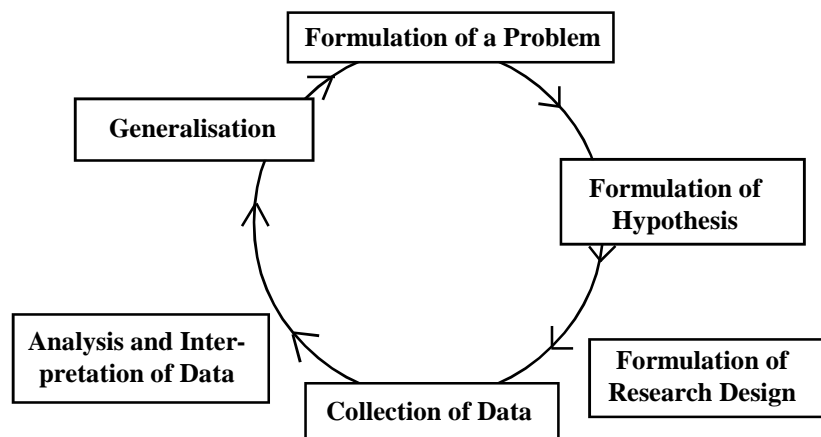 Formulation of a Problem
Formulation of
Hypothesis
Formulation of
Research Design
Collection of Data
Analysis and Inter-
pretation of Data
Generalisation